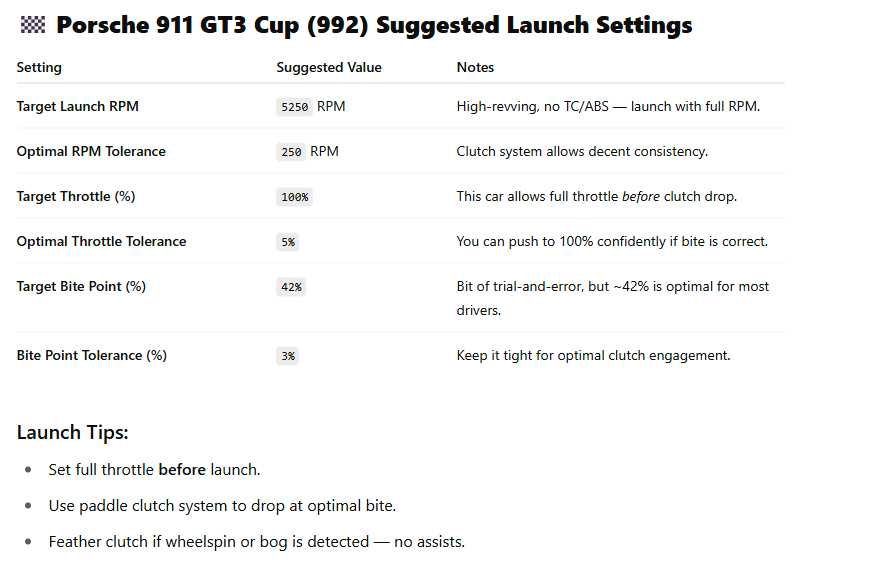 🏁 Porsche 911 GT3 Cup (992) Suggested Launch Settings
Setting Suggested Value Notes
Target Launch RPM 5250 RPM High-revving, no TC/ABS — launch with full RPM.
Optimal RPM Tolerance 250 RPM Clutch system allows decent consistency.
Target Throttle (%) 100% This car allows full throttle before clutch drop.
Optimal Throttle Tolerance 5% You can push to 100% confidently if bite is correct.
Target Bite Point (%) 42% Bit of trial-and-error, but ~42% is optimal for most
drivers.
Bite Point Tolerance (%) 3% Keep it tight for optimal clutch engagement.
Launch Tips:
• Set full throttle before launch.
• Use paddle clutch system to drop at optimal bite.
• Feather clutch if wheelspin or bog is detected — no assists.